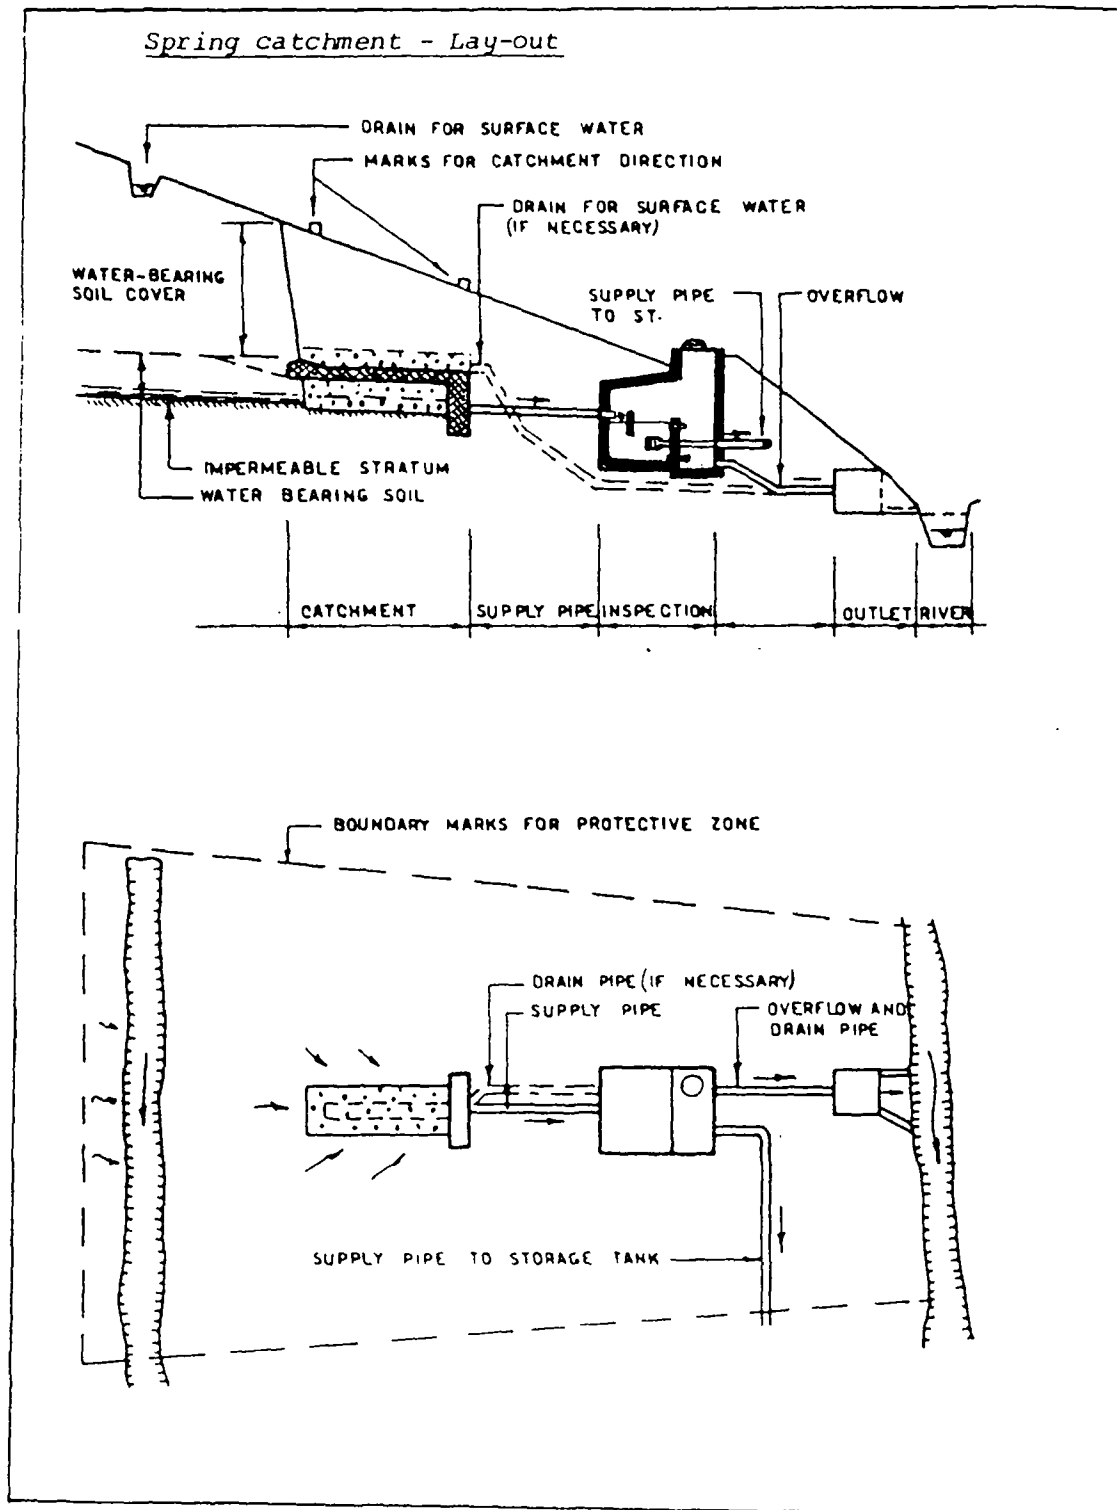 Spring catchment - Lay-out
DRAIN FOR SURFACE WATER
MARKS FOR CATCHMENT DIRECTION
DRAIN FOR SURFACE WATER
(IF NECESSARY)
WATER-BEARING
SOIL COVER
SUPPLY PIPE
TO ST.
OVERFLOW
IMPERMEABLE STRATUM
WATER BEARING SOIL
CATCHMENT
SUPPLY PIPE
INSPECTION
OUTLET
RIVER
BOUNDARY MARKS FOR PROTECTIVE ZONE
DRAIN PIPE (IF NECESSARY)
SUPPLY PIPE
OVERFLOW AND
DRAIN PIPE
SUPPLY PIPE TO STORAGE TANK